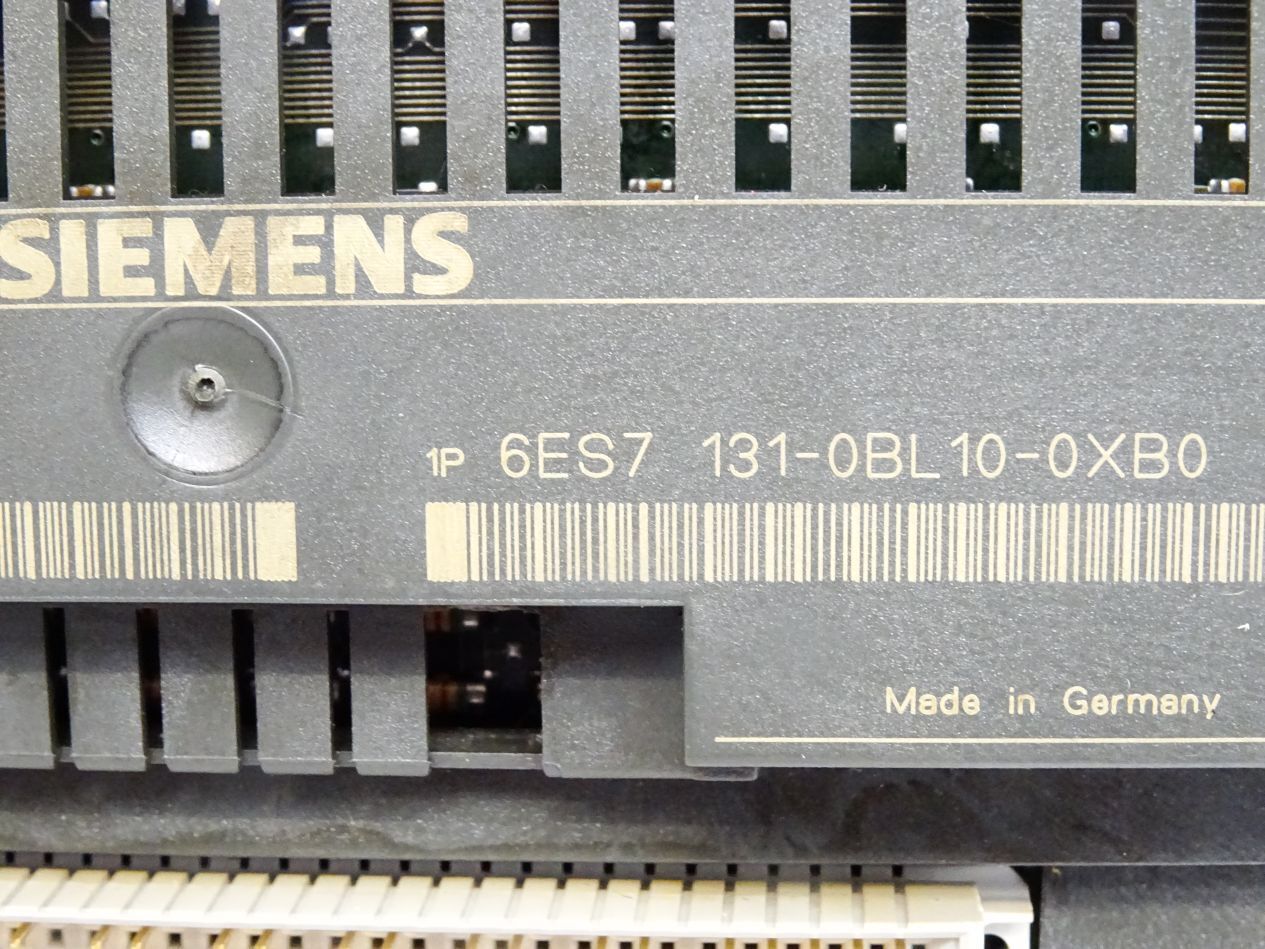 SIEMENS
1P 6ES7 131-0BL10-0XB0
Made in Germany